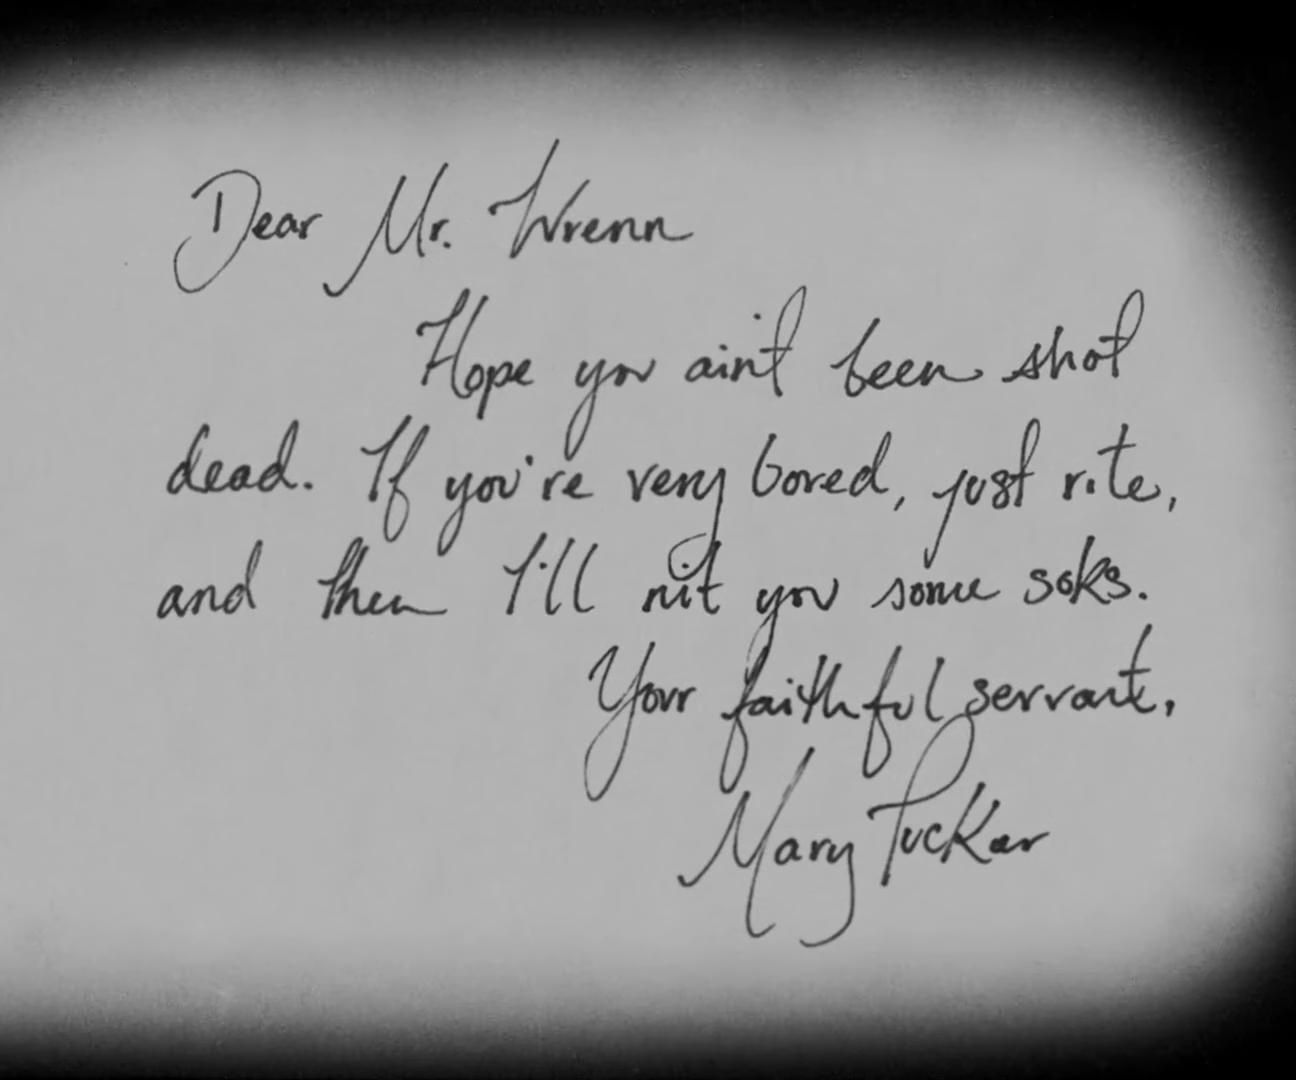 Dear Mr. Wrenn
Hope you ain't been shot
dead. If you're very bored, just rite,
and then I'll nit you some soks.
Your faithful servant,
Mary Tucker